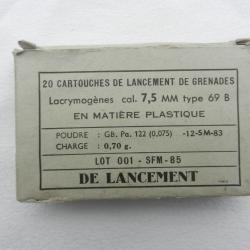 20 CARTOUCHES DE LANCEMENT DE GRENADES
Lacrymogènes cal. 7,5 MM type 69 B
EN MATIÈRE PLASTIQUE
POUDRE : GB. Pa. 122 (0,075) -12-SM-83
CHARGE : 0,70 g.
LOT 001 - SFM - 85
DE LANCEMENT